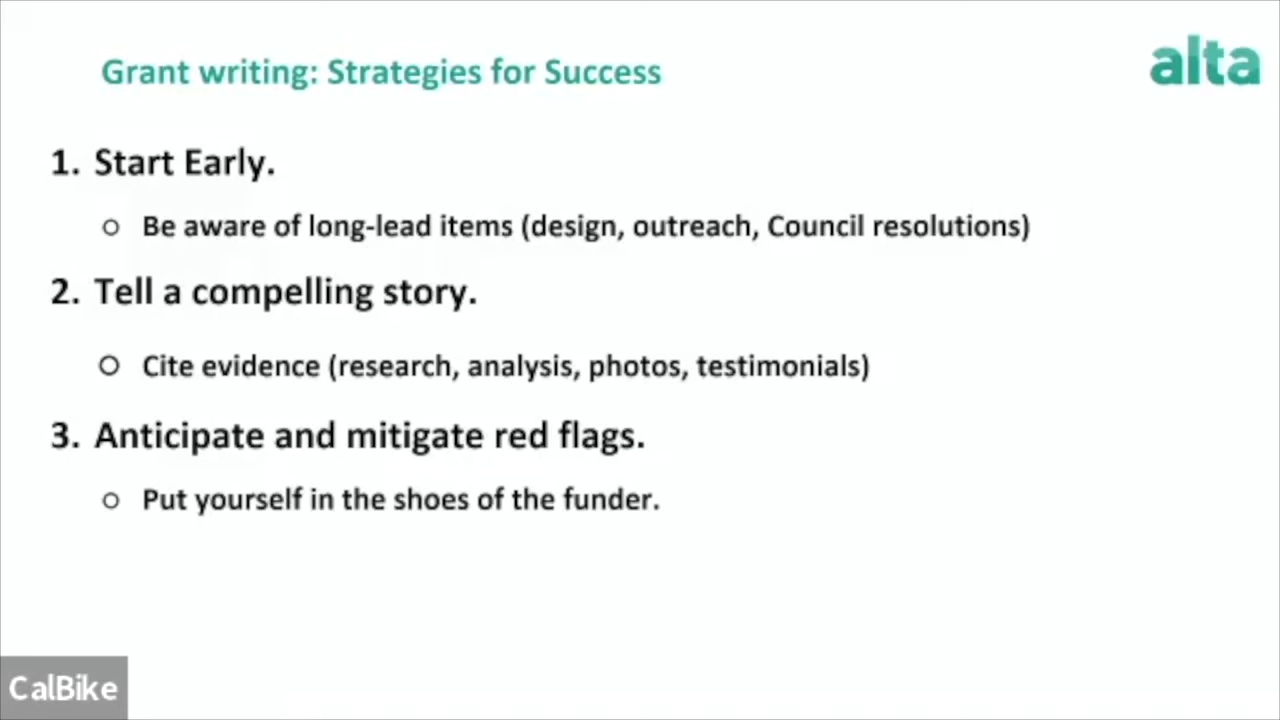 Grant writing: Strategies for Success
alta
1. Start Early.
○ Be aware of long-lead items (design, outreach, Council resolutions)
2. Tell a compelling story.
○ Cite evidence (research, analysis, photos, testimonials)
3. Anticipate and mitigate red flags.
○ Put yourself in the shoes of the funder.
CalBike